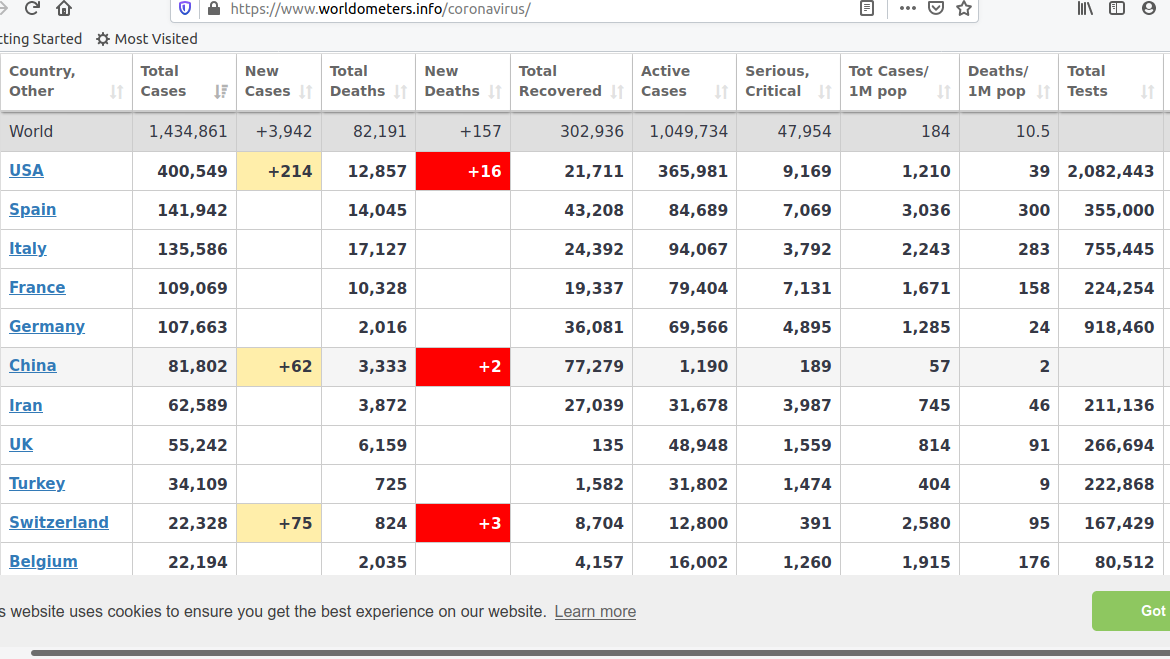 https://www.worldometers.info/coronavirus/
tting Started Most Visited
Country, Other Total Cases New Cases Total Deaths New Deaths Total Recovered Active Cases Serious, Critical Tot Cases/ 1M pop Deaths/ 1M pop Total Tests
World 1,434,861 +3,942 82,191 +157 302,936 1,049,734 47,954 184 10.5
USA 400,549 +214 12,857 +16 21,711 365,981 9,169 1,210 39 2,082,443
Spain 141,942 14,045 43,208 84,689 7,069 3,036 300 355,000
Italy 135,586 17,127 24,392 94,067 3,792 2,243 283 755,445
France 109,069 10,328 19,337 79,404 7,131 1,671 158 224,254
Germany 107,663 2,016 36,081 69,566 4,895 1,285 24 918,460
China 81,802 +62 3,333 +2 77,279 1,190 189 57 2
Iran 62,589 3,872 27,039 31,678 3,987 745 46 211,136
UK 55,242 6,159 135 48,948 1,559 814 91 266,694
Turkey 34,109 725 1,582 31,802 1,474 404 9 222,868
Switzerland 22,328 +75 824 +3 8,704 12,800 391 2,580 95 167,429
Belgium 22,194 2,035 4,157 16,002 1,260 1,915 176 80,512
s website uses cookies to ensure you get the best experience on our website. Learn more Got